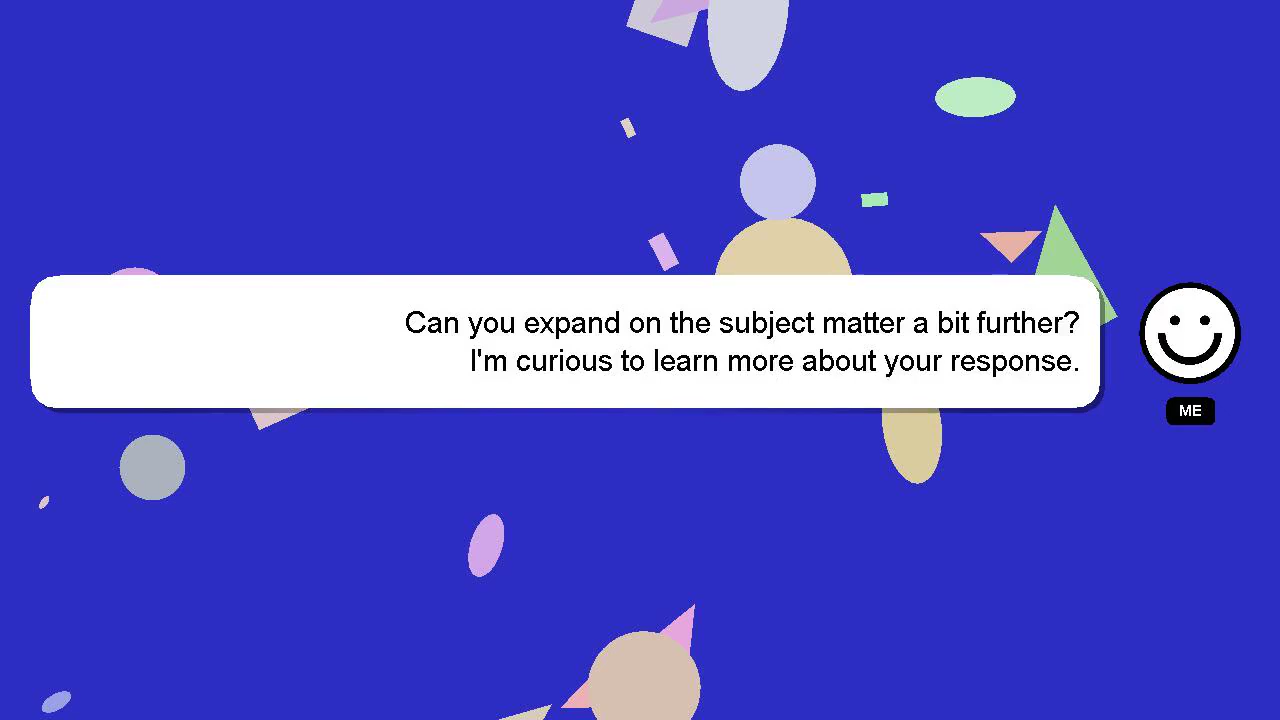 Can you expand on the subject matter a bit further?
I'm curious to learn more about your response.
ME